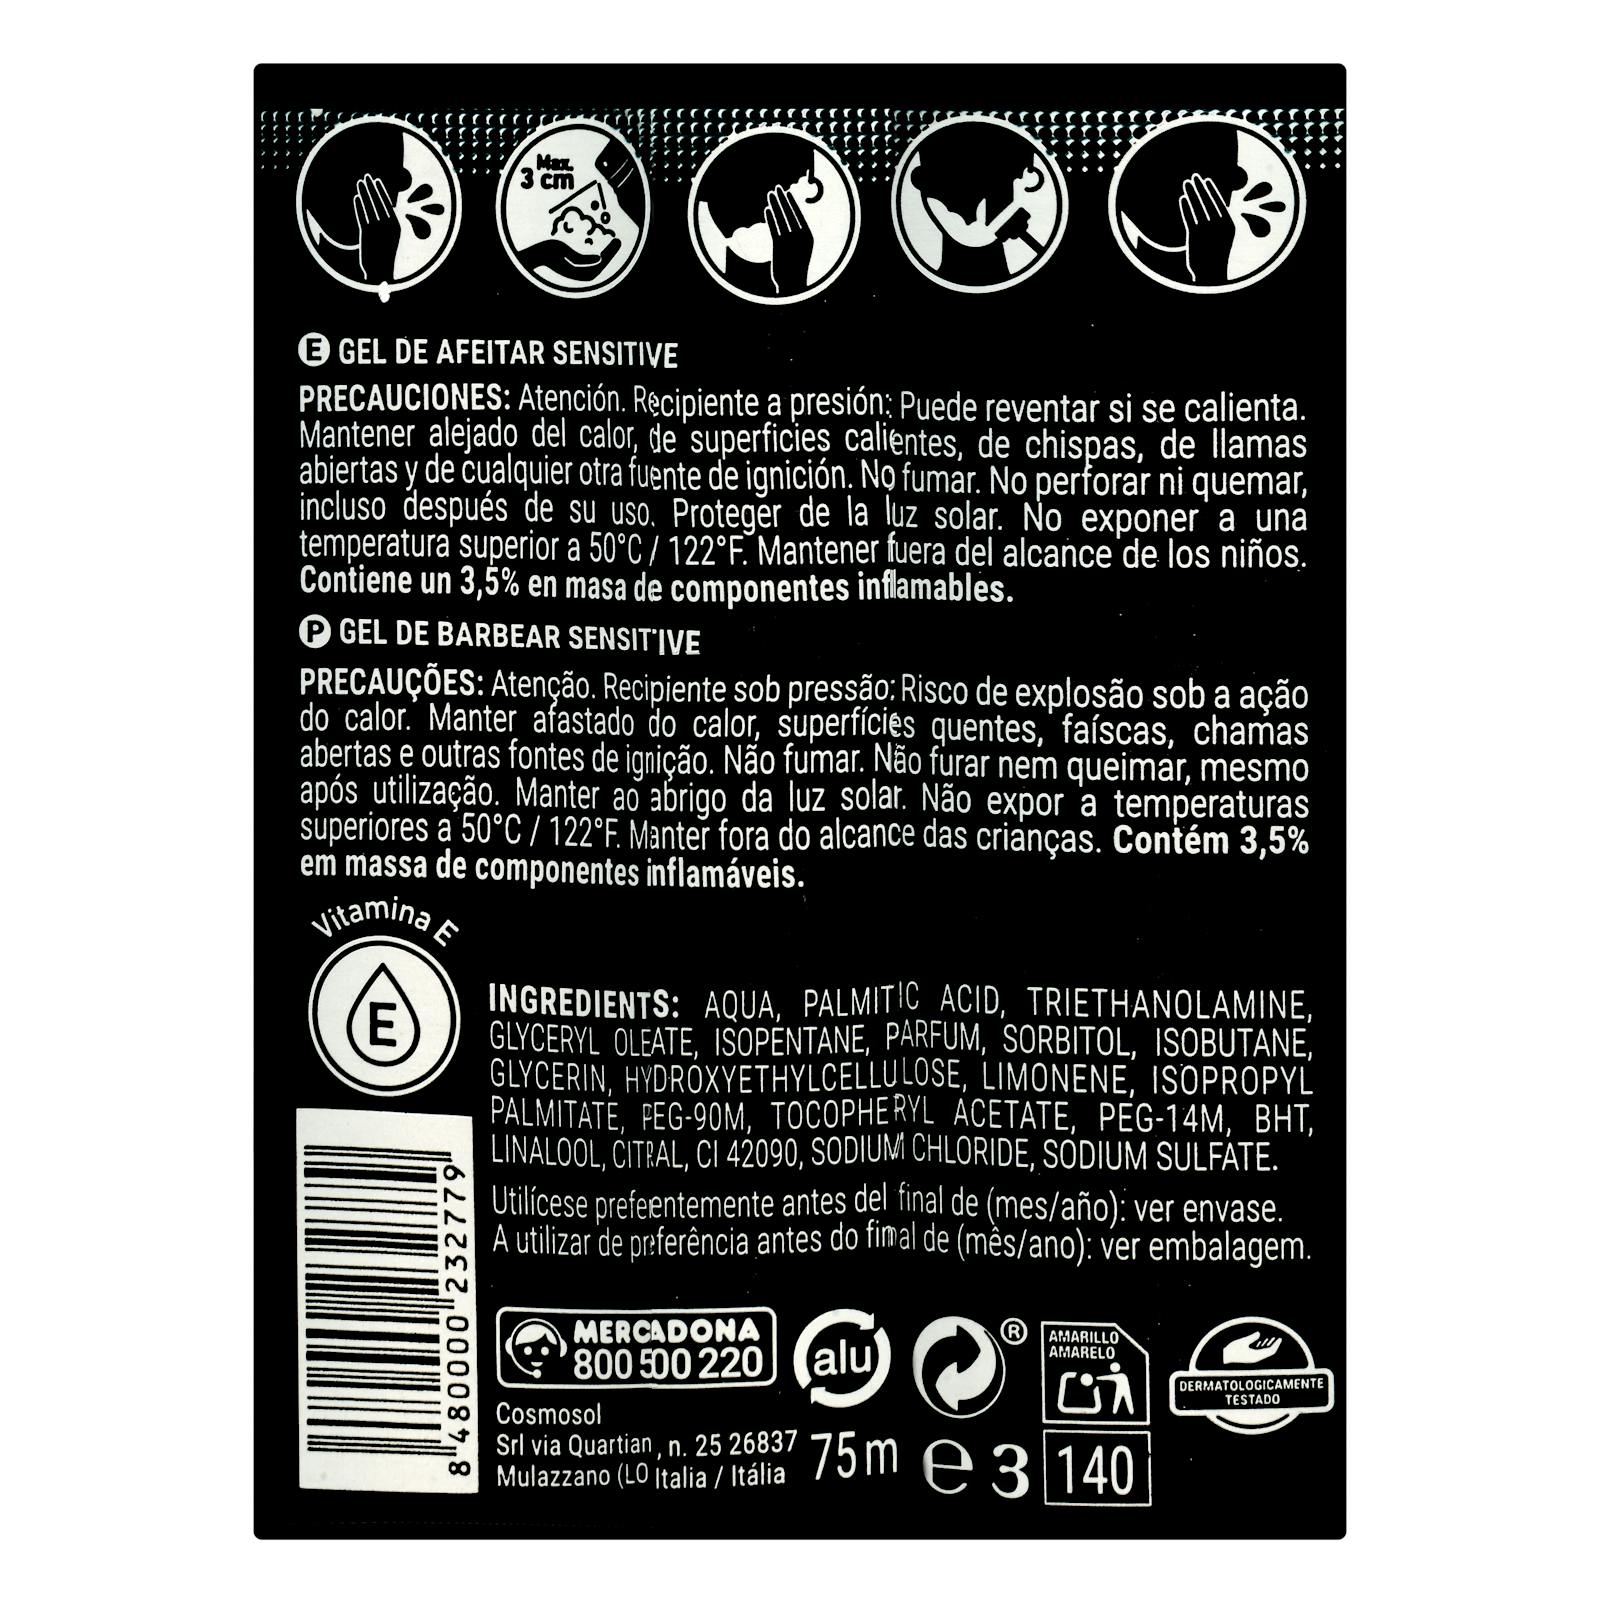 Max.
3 cm
E GEL DE AFEITAR SENSITIVE
PRECAUCIONES: Atención. Recipiente a presión: Puede reventar si se calienta.
Mantener alejado del calor, de superficies calientes, de chispas, de llamas
abiertas y de cualquier otra fuente de ignición. No fumar. No perforar ni quemar,
incluso después de su uso. Proteger de la luz solar. No exponer a una
temperatura superior a 50°C / 122°F. Mantener fuera del alcance de los niños.
Contiene un 3,5% en masa de componentes inflamables.
P GEL DE BARBEAR SENSITIVE
PRECAUÇÕES: Atenção. Recipiente sob pressão: Risco de explosão sob a ação
do calor. Manter afastado do calor, superfícies quentes, faíscas, chamas
abertas e outras fontes de ignição. Não fumar. Não furar nem queimar, mesmo
após utilização. Manter ao abrigo da luz solar. Não expor a temperaturas
superiores a 50°C / 122°F. Manter fora do alcance das crianças. Contém 3,5%
em massa de componentes inflamáveis.
Vitamina E
E
INGREDIENTS: AQUA, PALMITIC ACID, TRIETHANOLAMINE,
GLYCERYL OLEATE, ISOPENTANE, PARFUM, SORBITOL, ISOBUTANE,
GLYCERIN, HYDROXYETHYLCELLULOSE, LIMONENE, ISOPROPYL
PALMITATE, PEG-90M, TOCOPHERYL ACETATE, PEG-14M, BHT,
LINALOOL, CITRAL, CI 42090, SODIUM CHLORIDE, SODIUM SULFATE.
Utilícese preferentemente antes del final de (mes/año): ver envase.
A utilizar de preferência antes do final de (mês/ano): ver embalagem.
8 480000 232779
MERCADONA
800 500 220
alu
®
AMARILLO
AMARELO
DERMATOLOGICAMENTE
TESTADO
Cosmosol
Srl via Quartian, n. 25 26837
Mulazzano (LO Italia / Itália
75m e 3 140